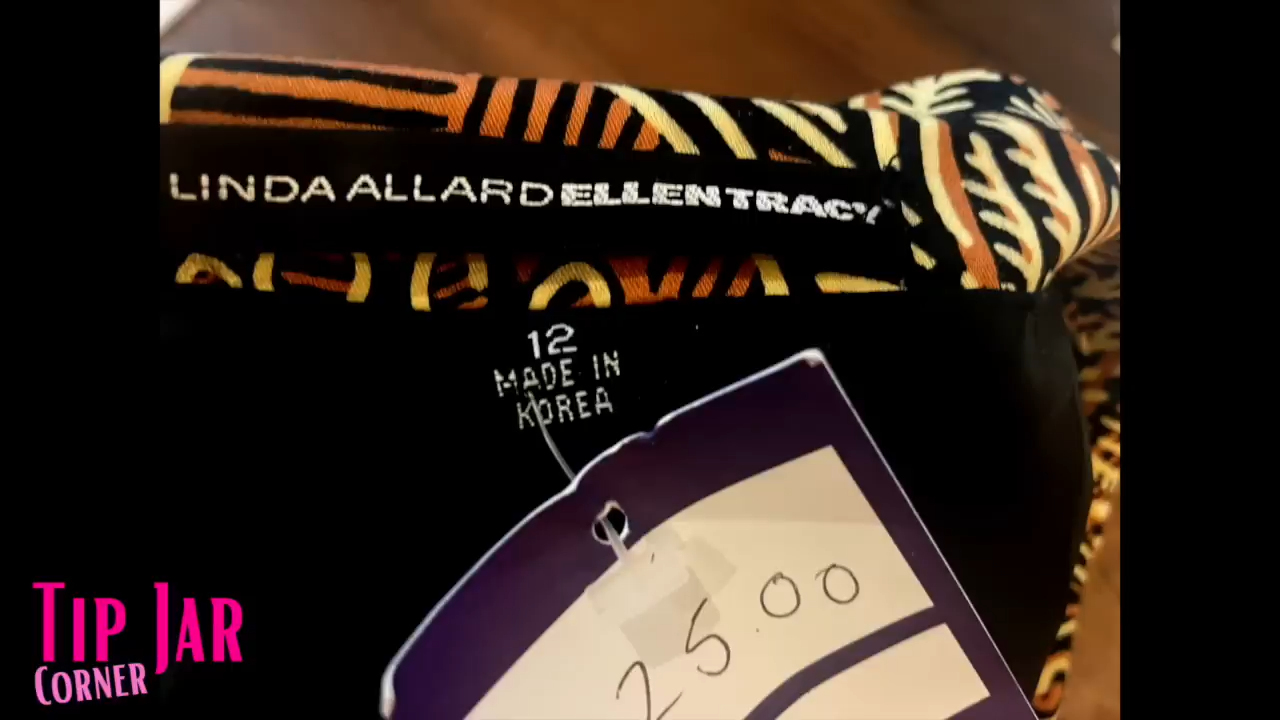 LINDA ALLARD ELLEN TRACY
12
MADE IN
KOREA
25.00
TIP JAR
CORNER